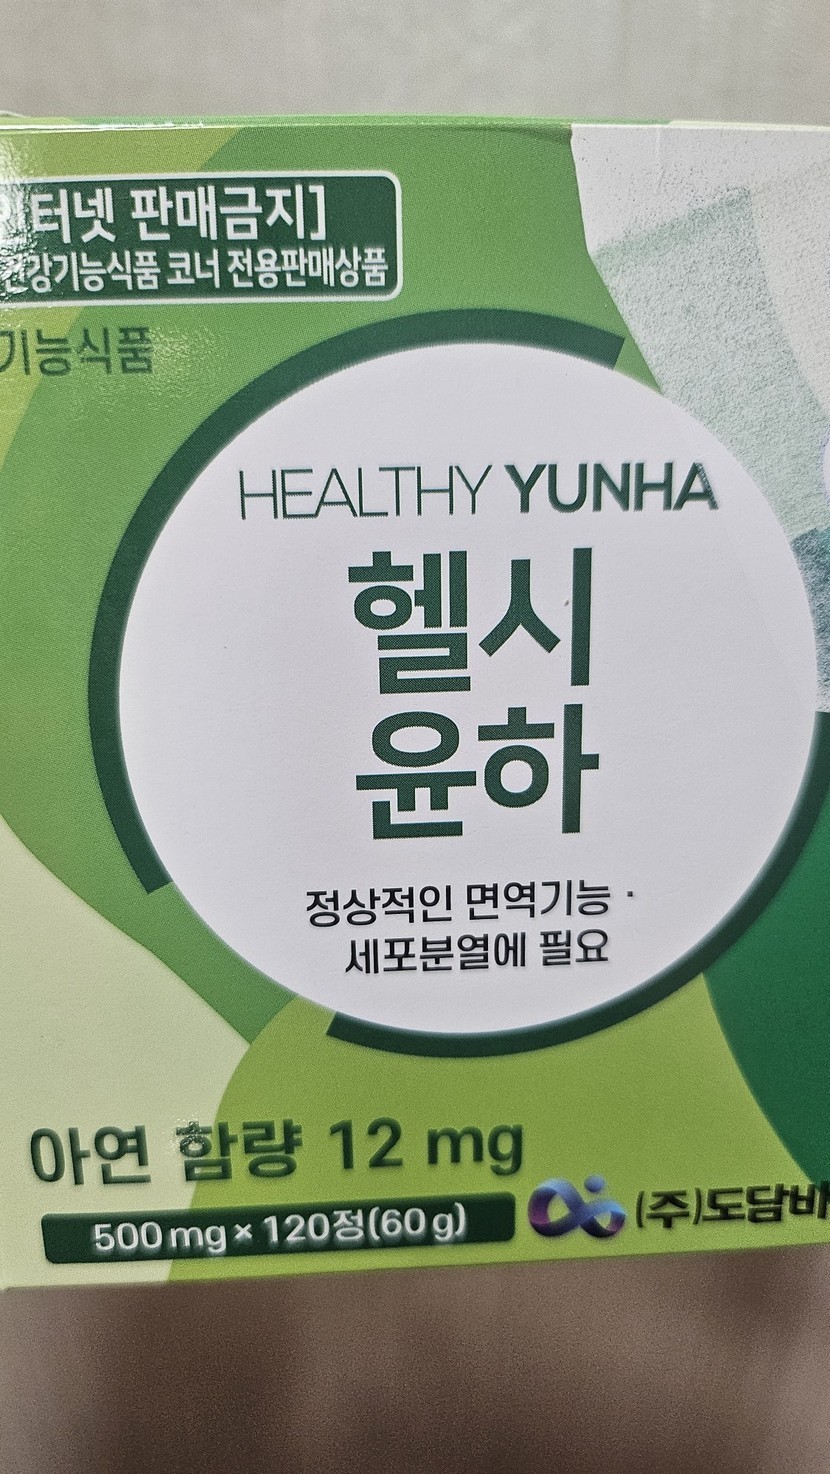 터넷 판매금지]
강기능식품 코너 전용판매상품
기능식품
HEALTHY YUNHA
헬시
윤하
정상적인 면역기능 ·
세포분열에 필요
아연 함량 12 mg
500 mg × 120정(60 g)
(주)도담바